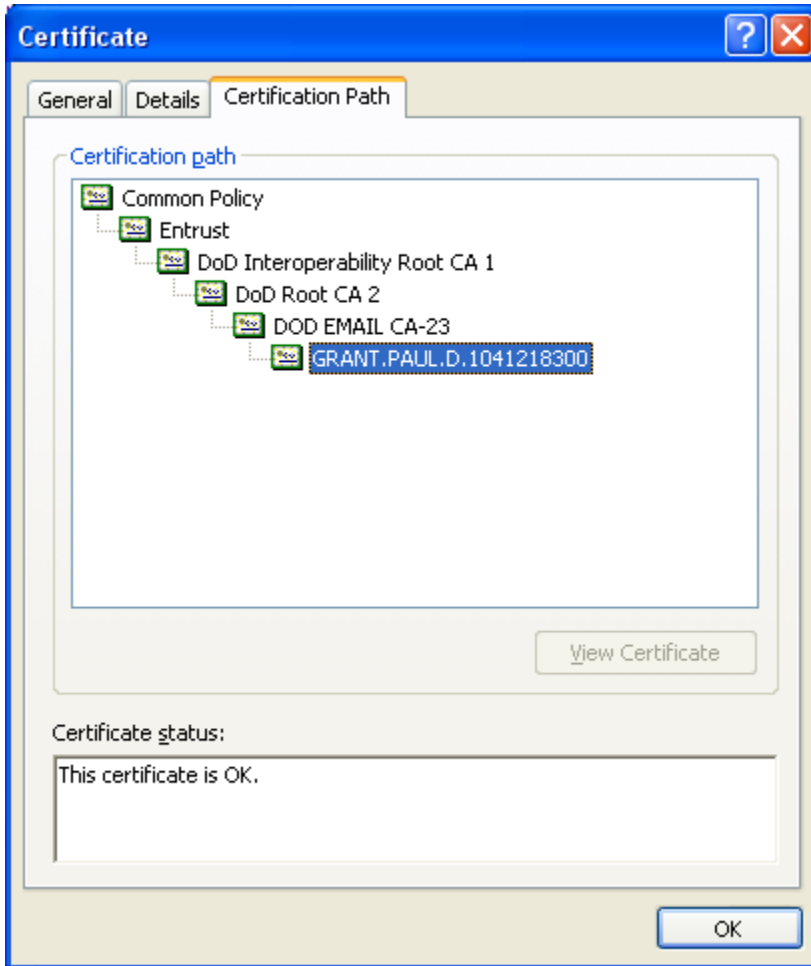 Certificate
General Details Certification Path
Certification path
Common Policy
Entrust
DoD Interoperability Root CA 1
DoD Root CA 2
DOD EMAIL CA-23
GRANT.PAUL.D.1041218300
View Certificate
Certificate status:
This certificate is OK.
OK